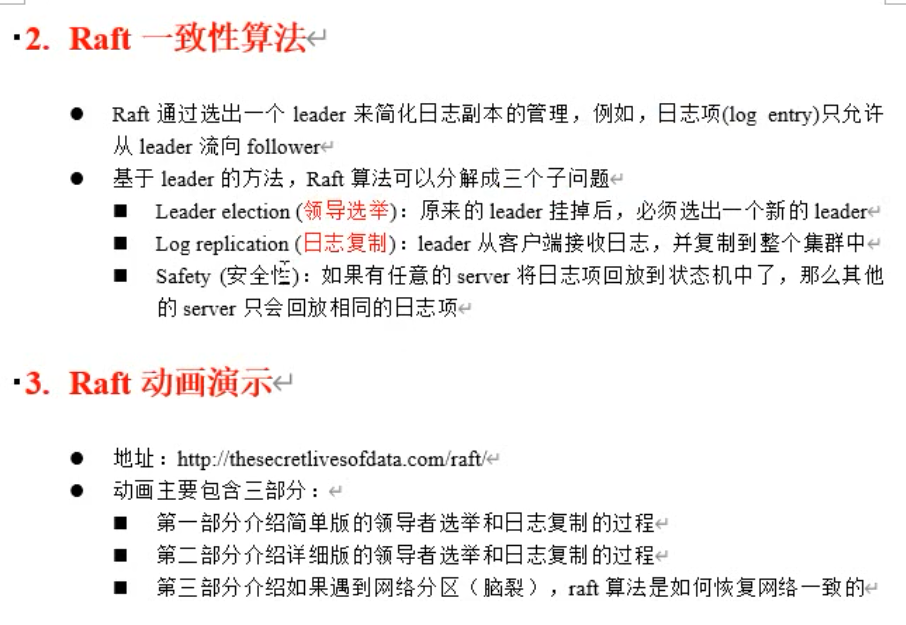 2. Raft 一致性算法
● Raft 通过选出一个 leader 来简化日志副本的管理，例如，日志项(log entry)只允许
从 leader 流向 follower
● 基于 leader 的方法，Raft 算法可以分解成三个子问题
■ Leader election (领导选举)：原来的 leader 挂掉后，必须选出一个新的 leader
■ Log replication (日志复制)：leader 从客户端接收日志，并复制到整个集群中
■ Safety (安全性)：如果有任意的 server 将日志项回放到状态机中了，那么其他
的 server 只会回放相同的日志项
3. Raft 动画演示
● 地址：http://thesecretlivesofdata.com/raft/
● 动画主要包含三部分：
■ 第一部分介绍简单版的领导者选举和日志复制的过程
■ 第二部分介绍详细版的领导者选举和日志复制的过程
■ 第三部分介绍如果遇到网络分区（脑裂），raft 算法是如何恢复网络一致的